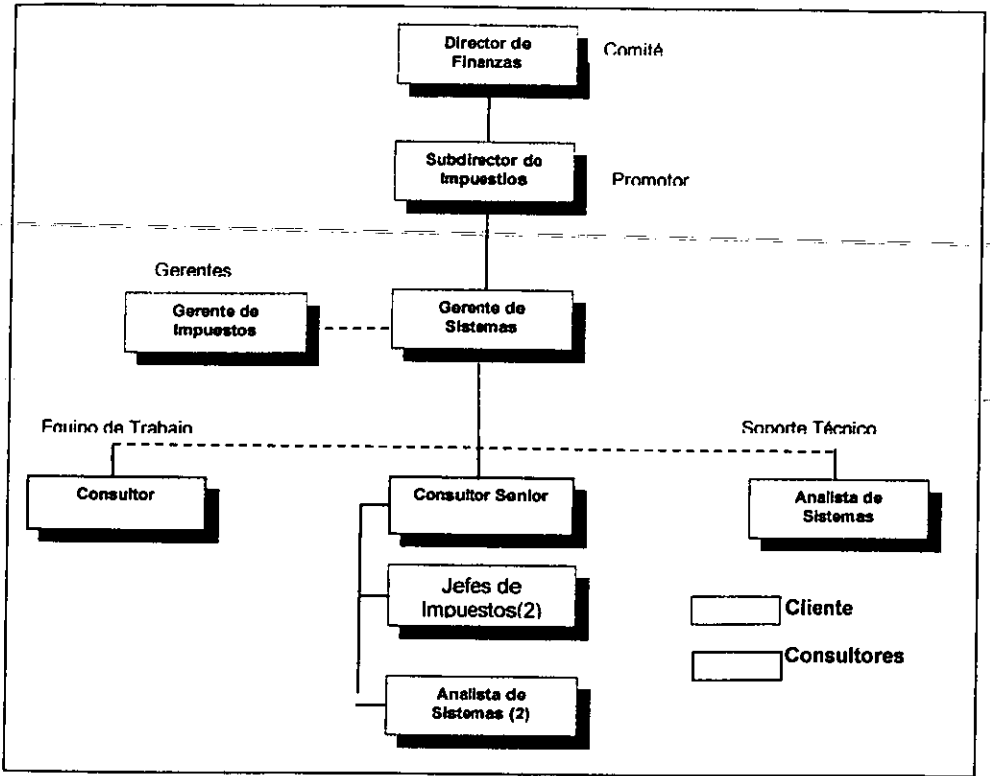 Director de
Finanzas
Comité
Subdirector de
Impuestios
Promotor
Gerentes
Gerente de
Impuestos
Gerente de
Sistemas
Equipo de Trabajo
Soporte Técnico
Consultor
Consultor Senior
Analista de
Sistemas
Jefes de
Impuestos(2)
Cliente
Consultores
Analista de
Sistemas (2)